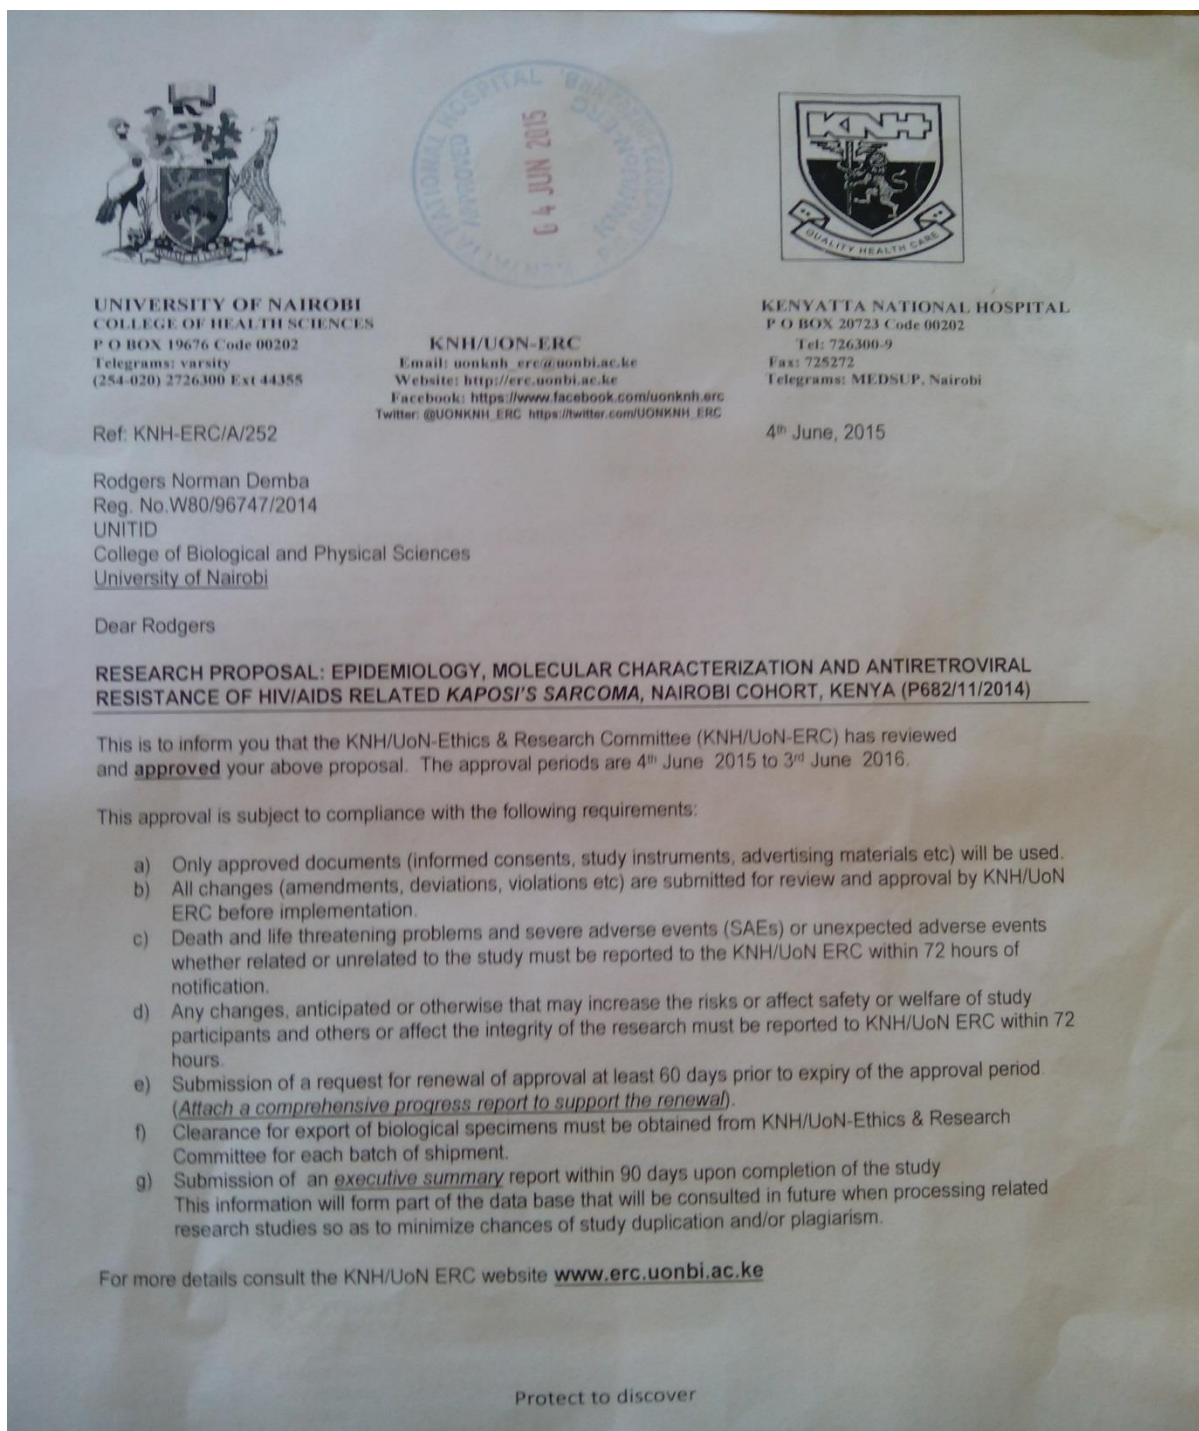 KENYATTA NATIONAL HOSPITAL
APPROVED
04 JUN 2015
KNH
QUALITY HEALTH CARE
UNIVERSITY OF NAIROBI
COLLEGE OF HEALTH SCIENCES
P O BOX 19676 Code 00202
Telegrams: varsity
(254-020) 2726300 Ext 44355
KNH/UON-ERC
Email: uonknh_erc@uonbi.ac.ke
Website: http://erc.uonbi.ac.ke
Facebook: https://www.facebook.com/uonknh.erc
Twitter: @UONKNH_ERC https://twitter.com/UONKNH_ERC
KENYATTA NATIONAL HOSPITAL
P O BOX 20723 Code 00202
Tel: 726300-9
Fax: 725272
Telegrams: MEDSUP, Nairobi
Ref: KNH-ERC/A/252
4th June, 2015
Rodgers Norman Demba
Reg. No.W80/96747/2014
UNITID
College of Biological and Physical Sciences
University of Nairobi
Dear Rodgers
RESEARCH PROPOSAL: EPIDEMIOLOGY, MOLECULAR CHARACTERIZATION AND ANTIRETROVIRAL
RESISTANCE OF HIV/AIDS RELATED KAPOSI'S SARCOMA, NAIROBI COHORT, KENYA (P682/11/2014)
This is to inform you that the KNH/UoN-Ethics & Research Committee (KNH/UoN-ERC) has reviewed
and approved your above proposal. The approval periods are 4th June 2015 to 3rd June 2016.
This approval is subject to compliance with the following requirements:
a) Only approved documents (informed consents, study instruments, advertising materials etc) will be used.
b) All changes (amendments, deviations, violations etc) are submitted for review and approval by KNH/UoN
ERC before implementation.
c) Death and life threatening problems and severe adverse events (SAEs) or unexpected adverse events
whether related or unrelated to the study must be reported to the KNH/UoN ERC within 72 hours of
notification.
d) Any changes, anticipated or otherwise that may increase the risks or affect safety or welfare of study
participants and others or affect the integrity of the research must be reported to KNH/UoN ERC within 72
hours.
e) Submission of a request for renewal of approval at least 60 days prior to expiry of the approval period.
(Attach a comprehensive progress report to support the renewal).
f) Clearance for export of biological specimens must be obtained from KNH/UoN-Ethics & Research
Committee for each batch of shipment.
g) Submission of an executive summary report within 90 days upon completion of the study
This information will form part of the data base that will be consulted in future when processing related
research studies so as to minimize chances of study duplication and/or plagiarism.
For more details consult the KNH/UoN ERC website www.erc.uonbi.ac.ke
Protect to discover